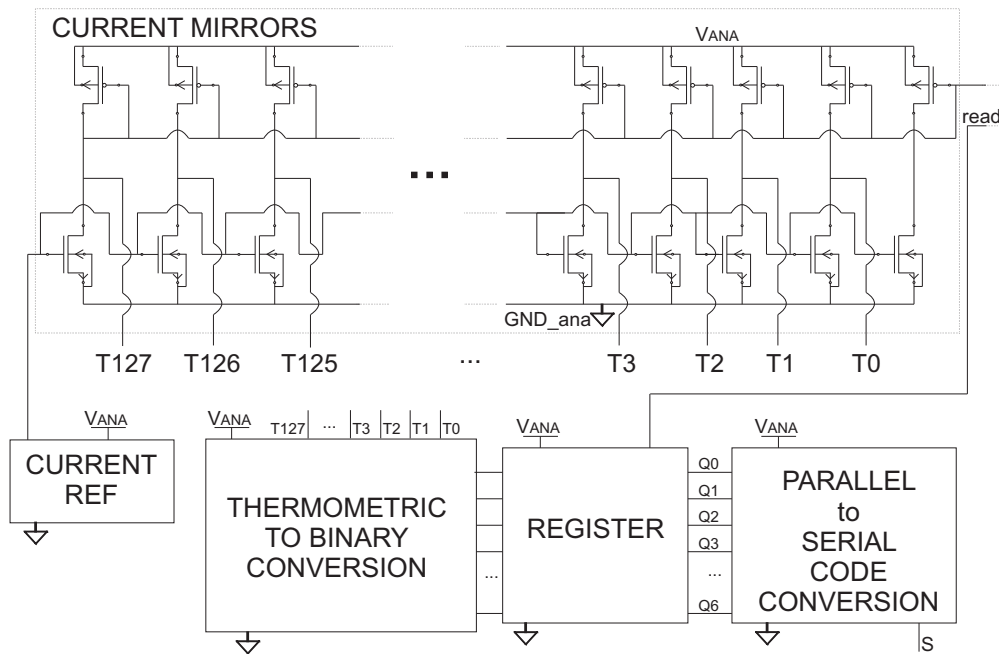 CURRENT MIRRORS
VANA
read
...
GND_ana
T127 T126 T125 ... T3 T2 T1 T0
VANA VANA T127 ... T3 T2 T1 T0 VANA VANA
CURRENT
REF
THERMOMETRIC
TO BINARY
CONVERSION
...
REGISTER
Q0
Q1
Q2
Q3
...
Q6
PARALLEL
to
SERIAL
CODE
CONVERSION
S